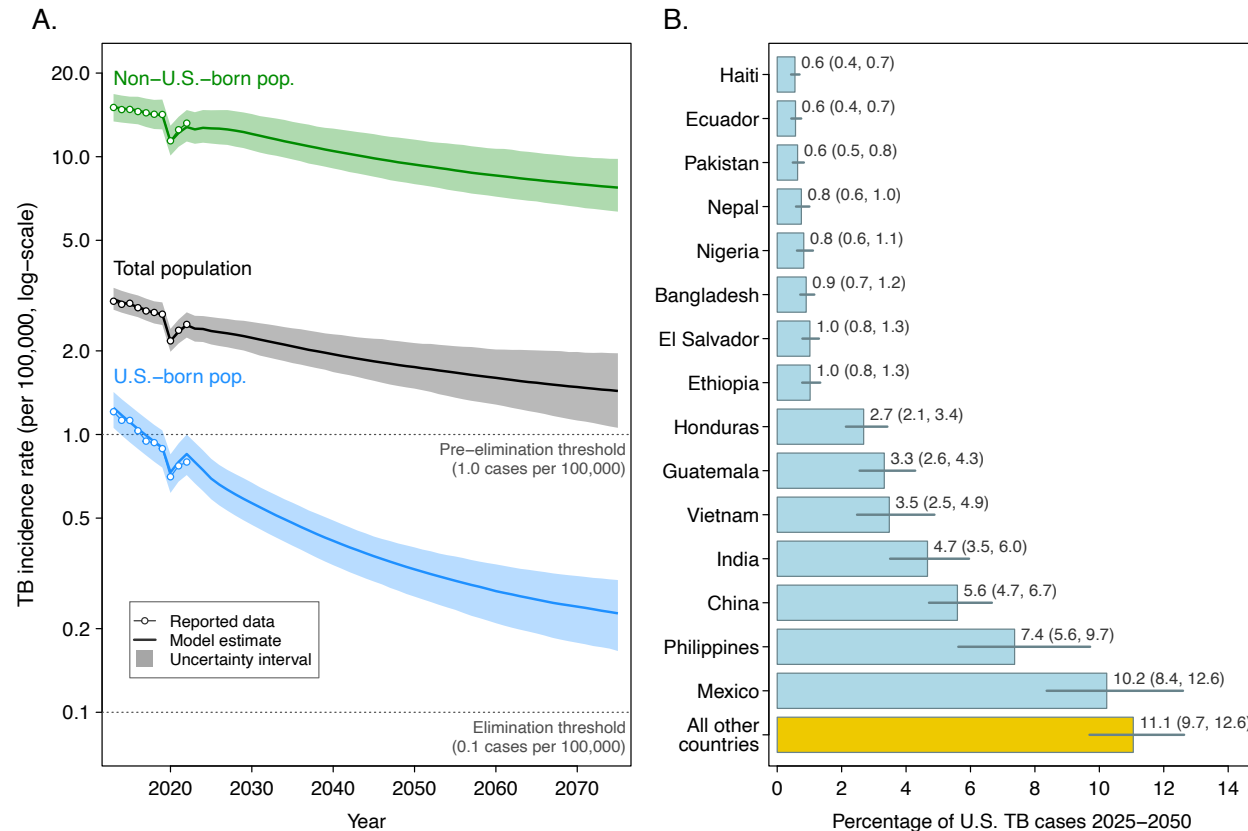 A.
TB incidence rate (per 100,000, log−scale)
20.0
10.0
5.0
2.0
1.0
0.5
0.2
0.1
Non−U.S.−born pop.
Total population
U.S.−born pop.
Pre−elimination threshold
(1.0 cases per 100,000)
Reported data
Model estimate
Uncertainty interval
Elimination threshold
(0.1 cases per 100,000)
2020 2030 2040 2050 2060 2070
Year
B.
Haiti 0.6 (0.4, 0.7)
Ecuador 0.6 (0.4, 0.7)
Pakistan 0.6 (0.5, 0.8)
Nepal 0.8 (0.6, 1.0)
Nigeria 0.8 (0.6, 1.1)
Bangladesh 0.9 (0.7, 1.2)
El Salvador 1.0 (0.8, 1.3)
Ethiopia 1.0 (0.8, 1.3)
Honduras 2.7 (2.1, 3.4)
Guatemala 3.3 (2.6, 4.3)
Vietnam 3.5 (2.5, 4.9)
India 4.7 (3.5, 6.0)
China 5.6 (4.7, 6.7)
Philippines 7.4 (5.6, 9.7)
Mexico 10.2 (8.4, 12.6)
All other
countries 11.1 (9.7, 12.6)
0 2 4 6 8 10 12 14
Percentage of U.S. TB cases 2025−2050